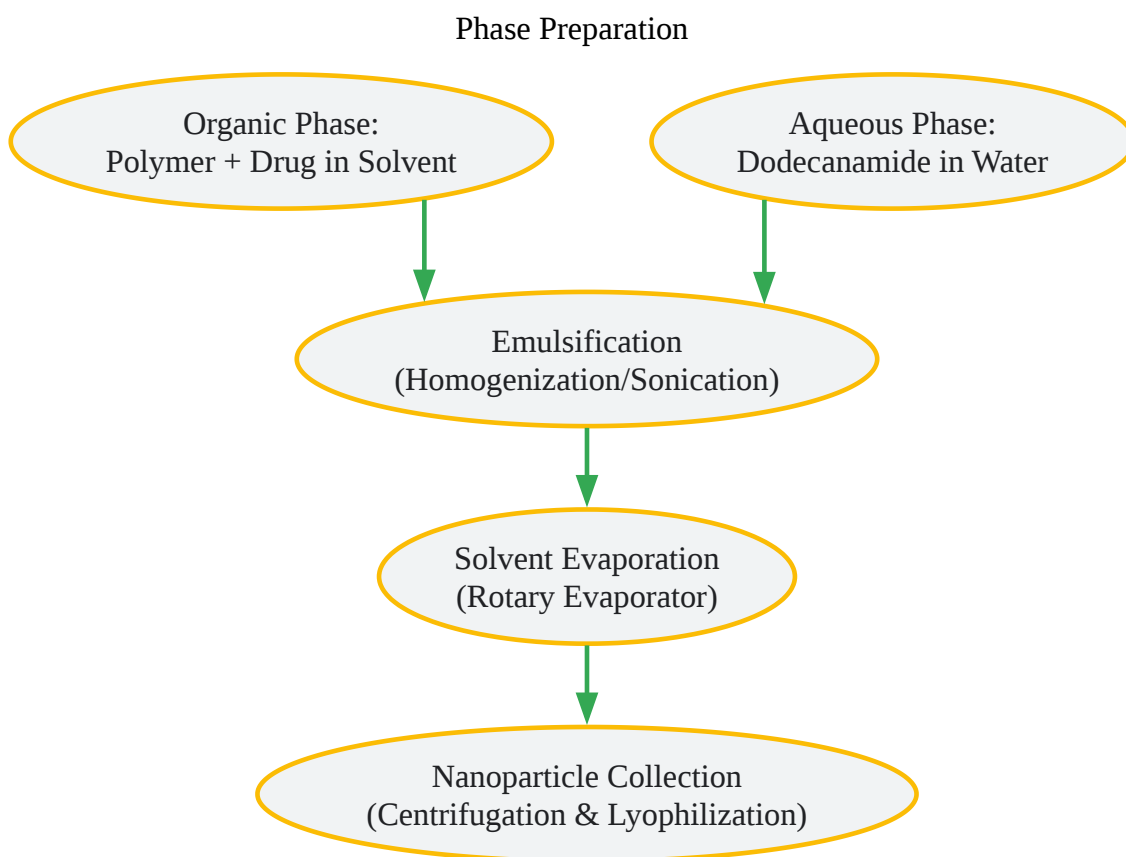 Phase Preparation
Organic Phase:
Polymer + Drug in Solvent
Aqueous Phase:
Dodecanamide in Water
Emulsification
(Homogenization/Sonication)
Solvent Evaporation
(Rotary Evaporator)
Nanoparticle Collection
(Centrifugation & Lyophilization)